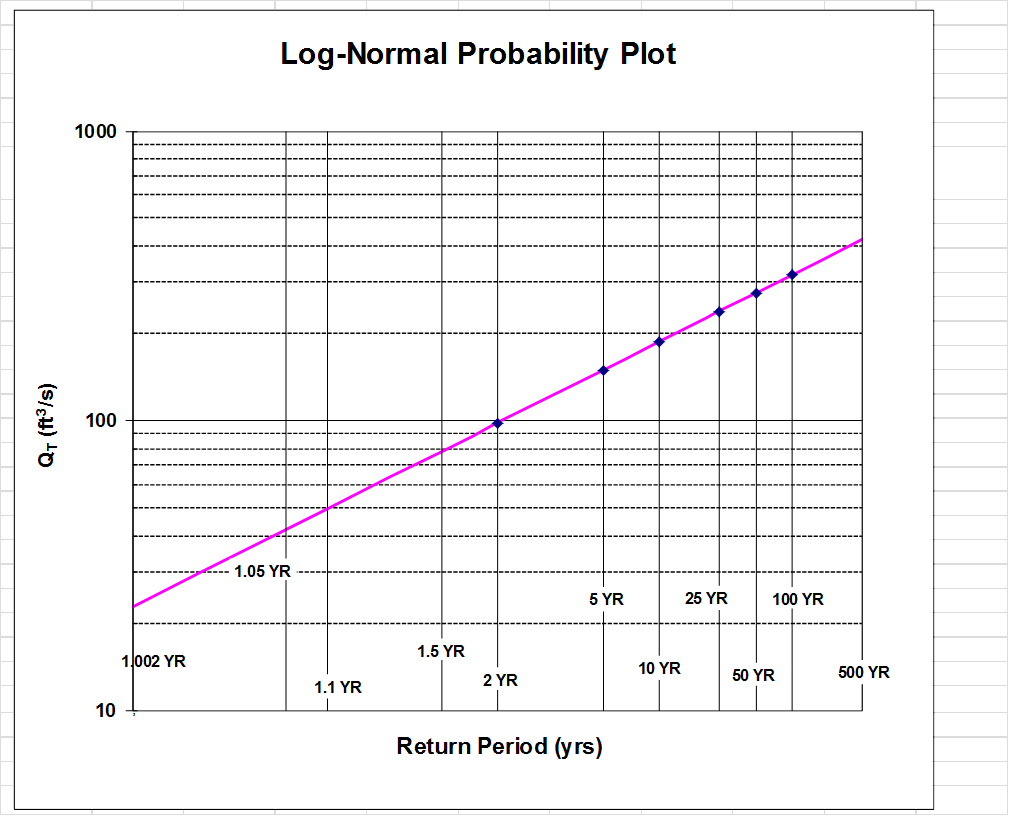 Log-Normal Probability Plot
1000
100
10
Q_T (ft³/s)
1.05 YR
5 YR
25 YR
100 YR
1.002 YR
1.5 YR
10 YR
50 YR
500 YR
1.1 YR
2 YR
Return Period (yrs)